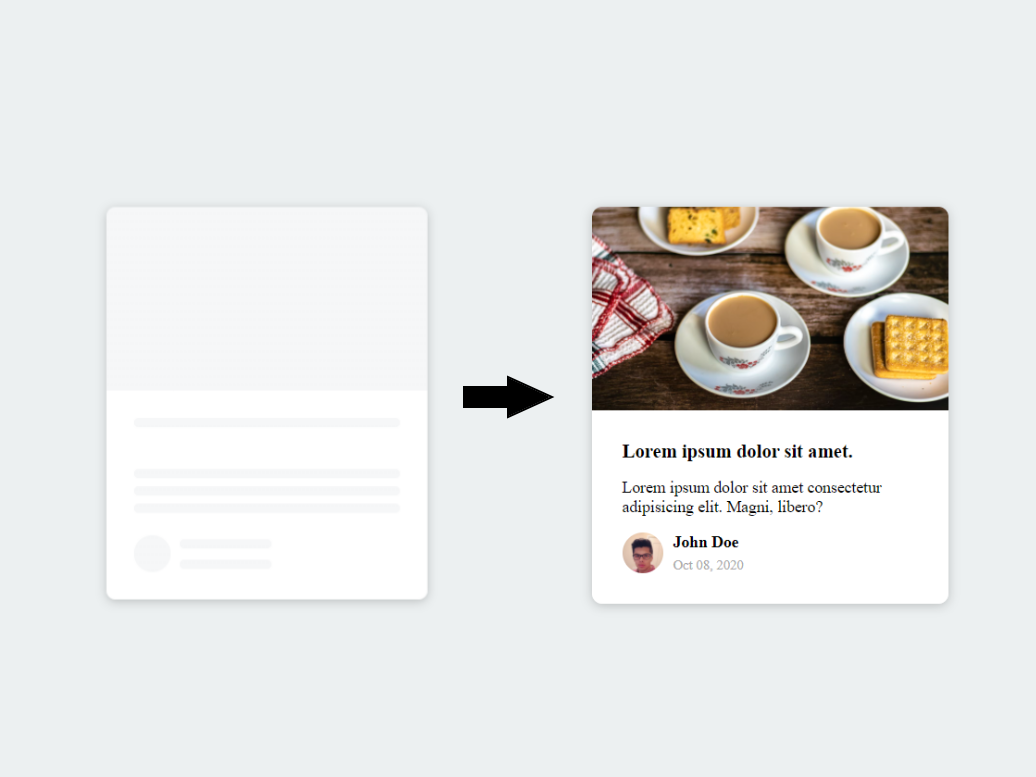 Lorem ipsum dolor sit amet.
Lorem ipsum dolor sit amet consectetur
adipisicing elit. Magni, libero?
John Doe
Oct 08, 2020